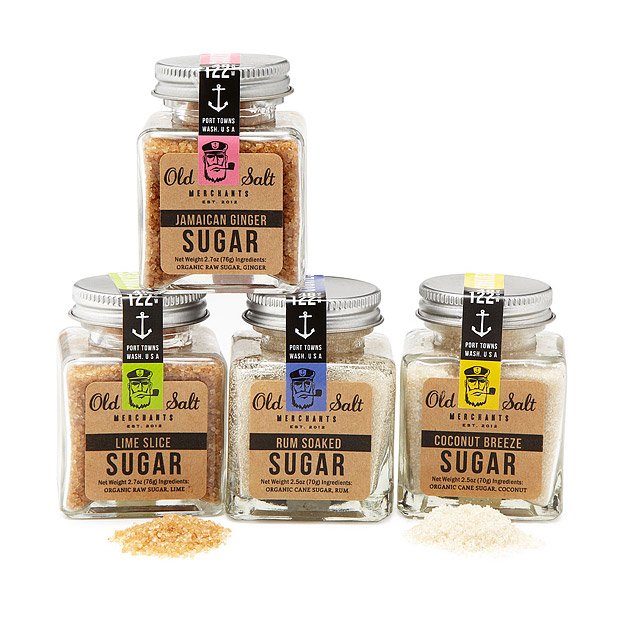 122°
PORT TOWNS
WASH. U S A
Old Salt
MERCHANTS
EST. 2012
JAMAICAN GINGER
SUGAR
Net Weight 2.7oz (76g) Ingredients:
ORGANIC RAW SUGAR, GINGER
122°
PORT TOWNS
WASH. U S A
Old Salt
MERCHANTS
EST. 2012
LIME SLICE
SUGAR
Net Weight 2.7oz (76g) Ingredients:
ORGANIC RAW SUGAR, LIME
122°
PORT TOWNS
WASH. U S A
Old Salt
MERCHANTS
EST. 2012
RUM SOAKED
SUGAR
Net Weight 2.5oz (70g) Ingredients:
ORGANIC CANE SUGAR, RUM
122°
PORT TOWNS
WASH. U S A
Old Salt
MERCHANTS
EST. 2012
COCONUT BREEZE
SUGAR
Net Weight 2.5oz (70g) Ingredients:
ORGANIC CANE SUGAR, COCONUT